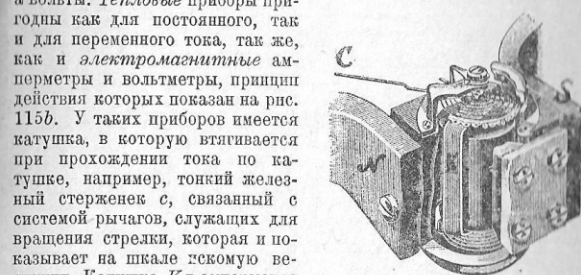 а вольты. Тепловые приборы при-
годны как для постоянного, так
и для переменного тока, так же,
как и электромагнитные ам-
перметры и вольтметры, принцип
действия которых показан на рис.
115b. У таких приборов имеется
катушка, в которую втягивается
при прохождении тока по ка-
тушке, например, тонкий желез-
ный стерженек c, связанный с
системой рычагов, служащих для
вращения стрелки, которая и по-
казывает на шкале искомую ве-
C
S
N